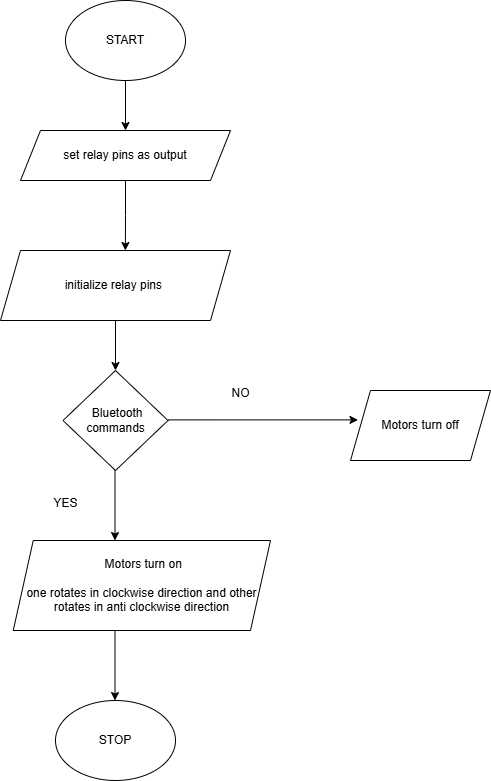 START
set relay pins as output
initialize relay pins
Bluetooth
commands
NO
Motors turn off
YES
Motors turn on
one rotates in clockwise direction and other
rotates in anti clockwise direction
STOP